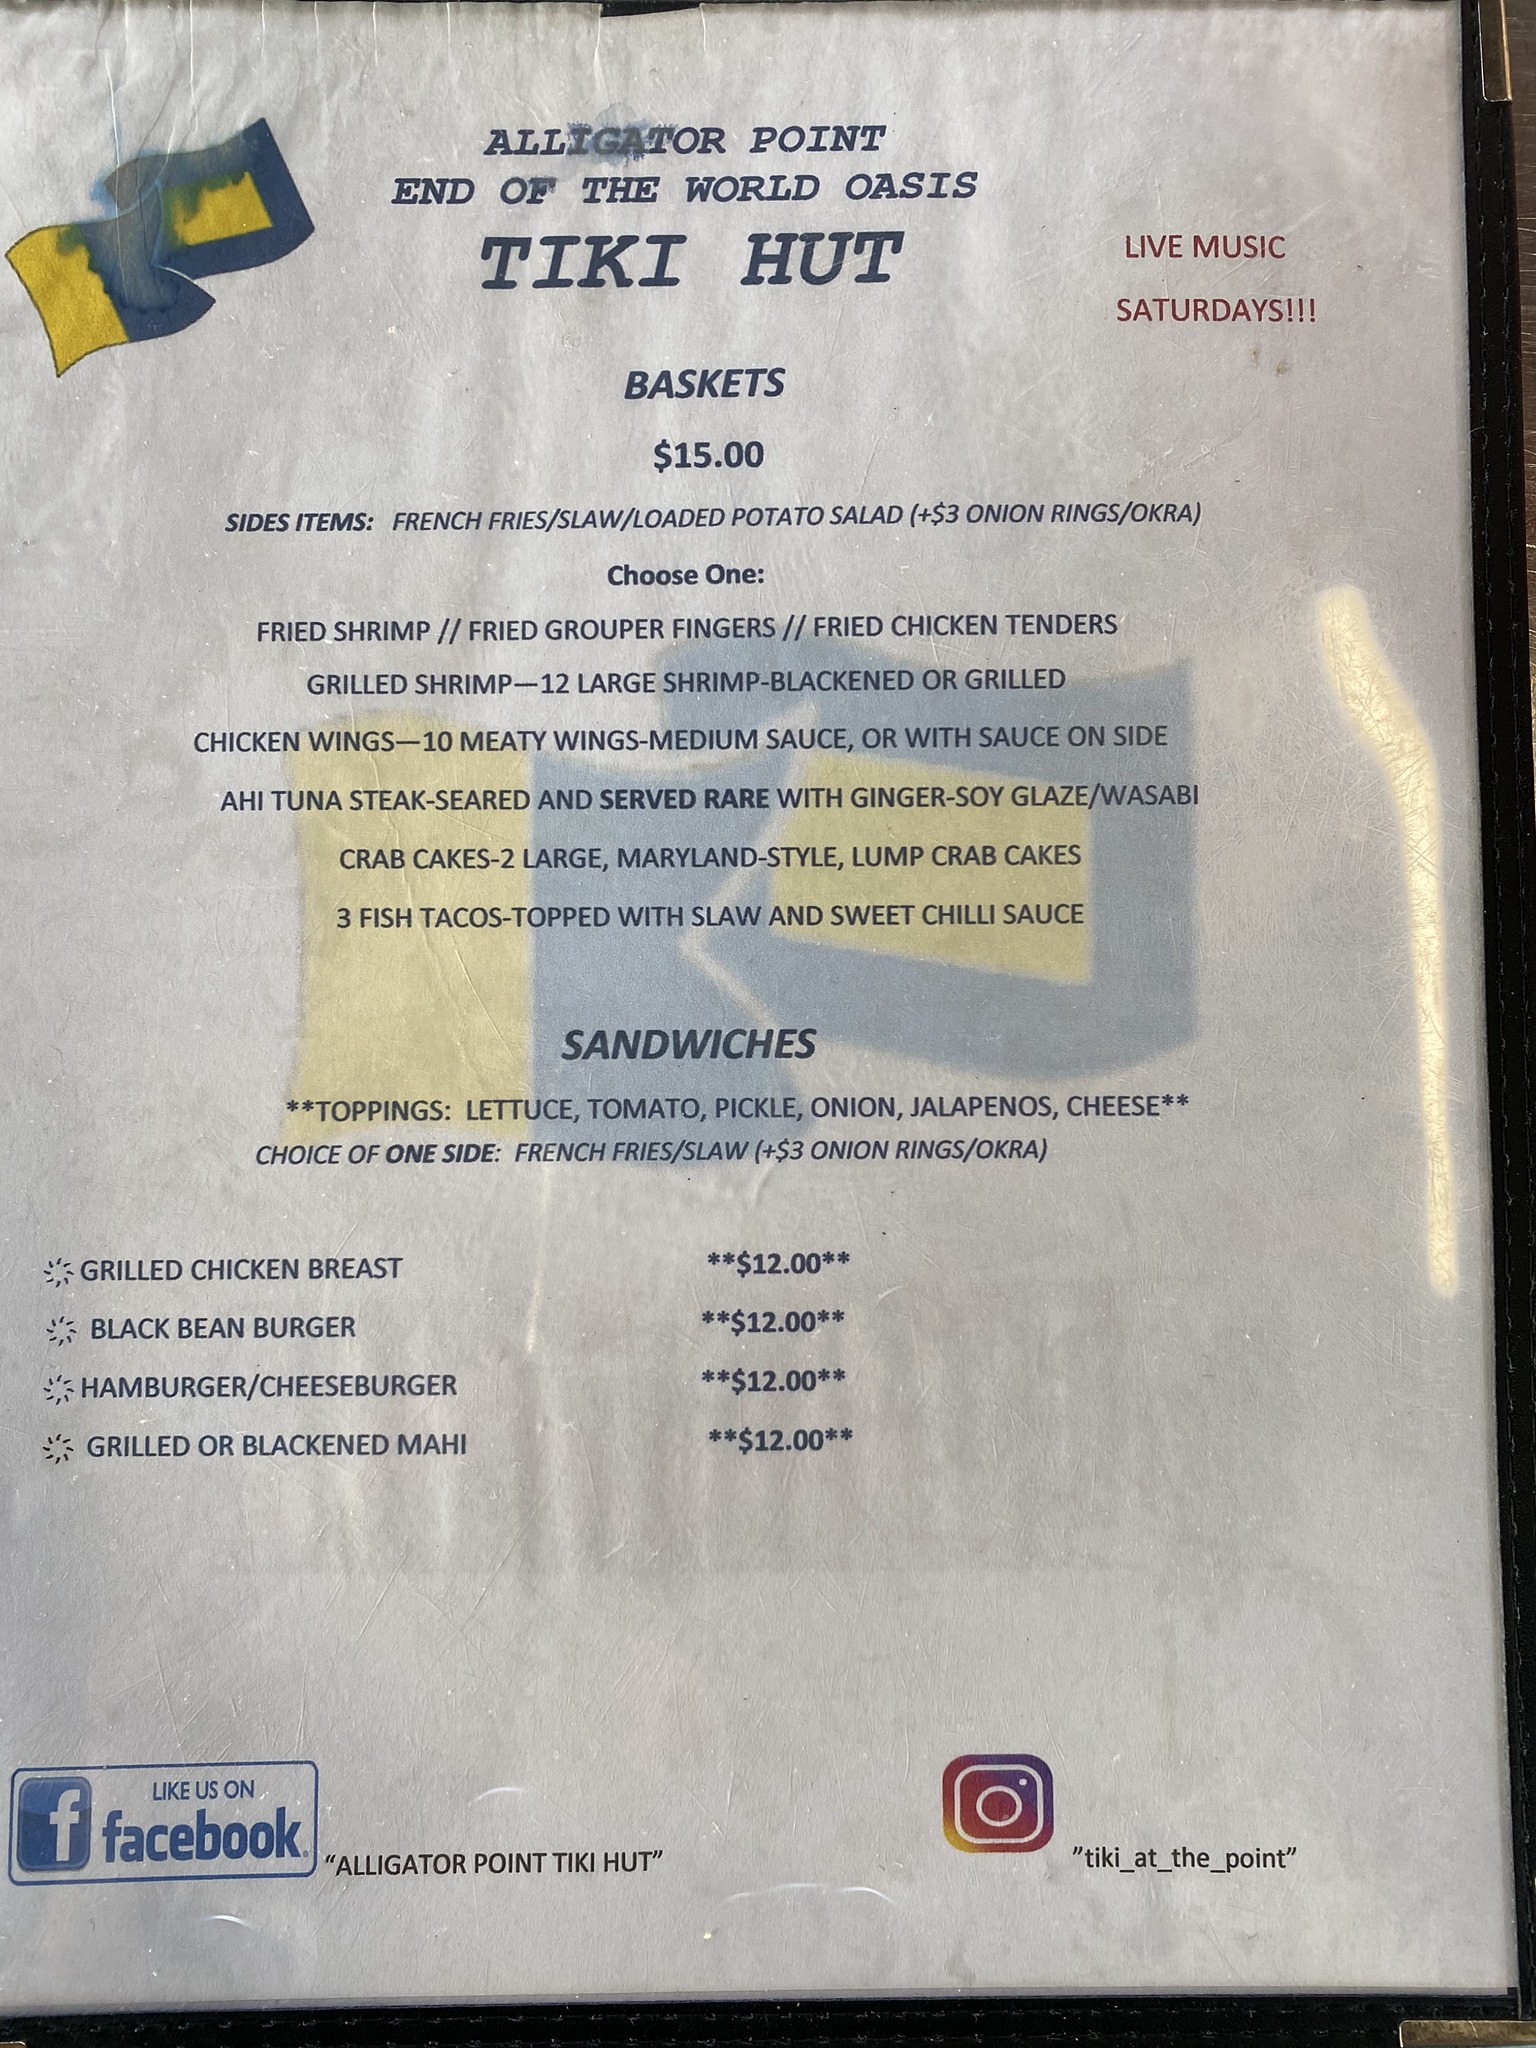 ALLIGATOR POINT
END OF THE WORLD OASIS
TIKI HUT
LIVE MUSIC
SATURDAYS!!!
BASKETS
$15.00
SIDES ITEMS: FRENCH FRIES/SLAW/LOADED POTATO SALAD (+$3 ONION RINGS/OKRA)
Choose One:
FRIED SHRIMP // FRIED GROUPER FINGERS // FRIED CHICKEN TENDERS
GRILLED SHRIMP—12 LARGE SHRIMP-BLACKENED OR GRILLED
CHICKEN WINGS—10 MEATY WINGS-MEDIUM SAUCE, OR WITH SAUCE ON SIDE
AHI TUNA STEAK-SEARED AND SERVED RARE WITH GINGER-SOY GLAZE/WASABI
CRAB CAKES-2 LARGE, MARYLAND-STYLE, LUMP CRAB CAKES
3 FISH TACOS-TOPPED WITH SLAW AND SWEET CHILLI SAUCE
SANDWICHES
**TOPPINGS: LETTUCE, TOMATO, PICKLE, ONION, JALAPENOS, CHEESE**
CHOICE OF ONE SIDE: FRENCH FRIES/SLAW (+$3 ONION RINGS/OKRA)
GRILLED CHICKEN BREAST **$12.00**
BLACK BEAN BURGER **$12.00**
HAMBURGER/CHEESEBURGER **$12.00**
GRILLED OR BLACKENED MAHI **$12.00**
LIKE US ON
f facebook.
“ALLIGATOR POINT TIKI HUT”
”tiki_at_the_point”